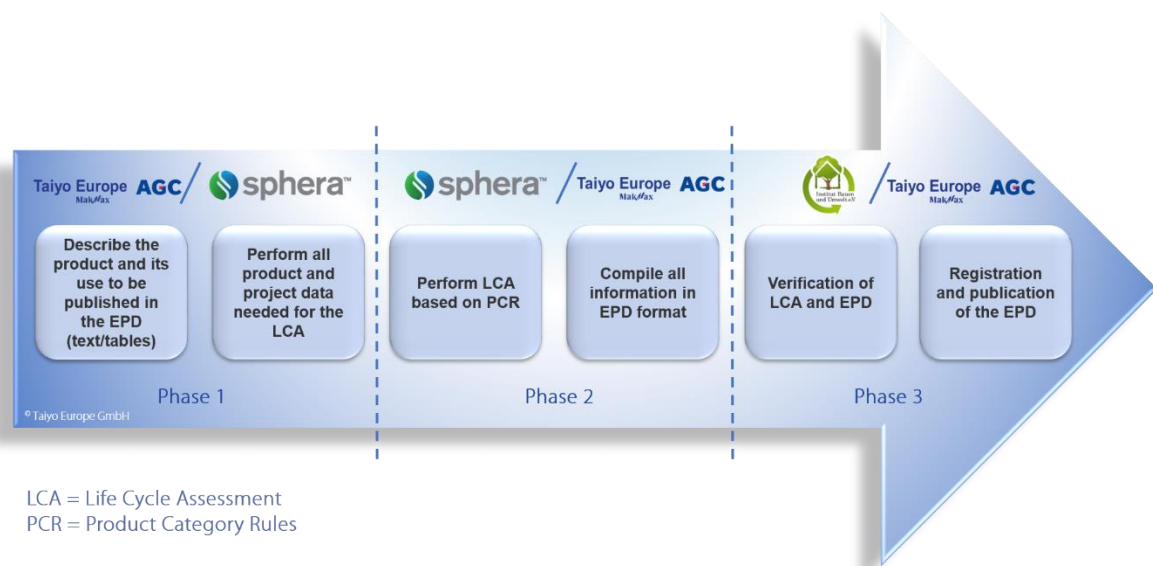 Taiyo Europe AGC / sphera™
MakMax
sphera™ / Taiyo Europe AGC
MakMax
Institut Bauen
und Umwelt e.V.
/ Taiyo Europe AGC
MakMax
Describe the
product and its
use to be
published in
the EPD
(text/tables)
Perform all
product and
project data
needed for the
LCA
Perform LCA
based on PCR
Compile all
information in
EPD format
Verification of
LCA and EPD
Registration
and publication
of the EPD
Phase 1
Phase 2
Phase 3
© Taiyo Europe GmbH
LCA = Life Cycle Assessment
PCR = Product Category Rules